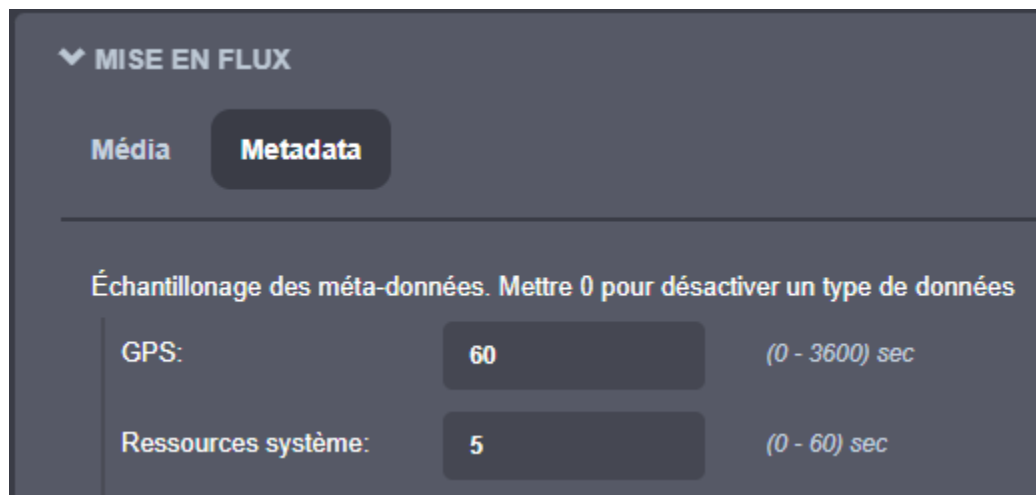 MISE EN FLUX
Média Metadata
Échantillonage des méta-données. Mettre 0 pour désactiver un type de données
GPS: 60 (0 - 3600) sec
Ressources système: 5 (0 - 60) sec